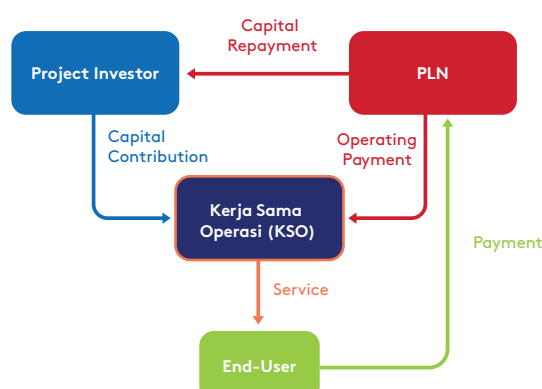 Capital
Repayment
Project Investor
PLN
Capital
Contribution
Operating
Payment
Kerja Sama
Operasi (KSO)
Payment
Service
End-User